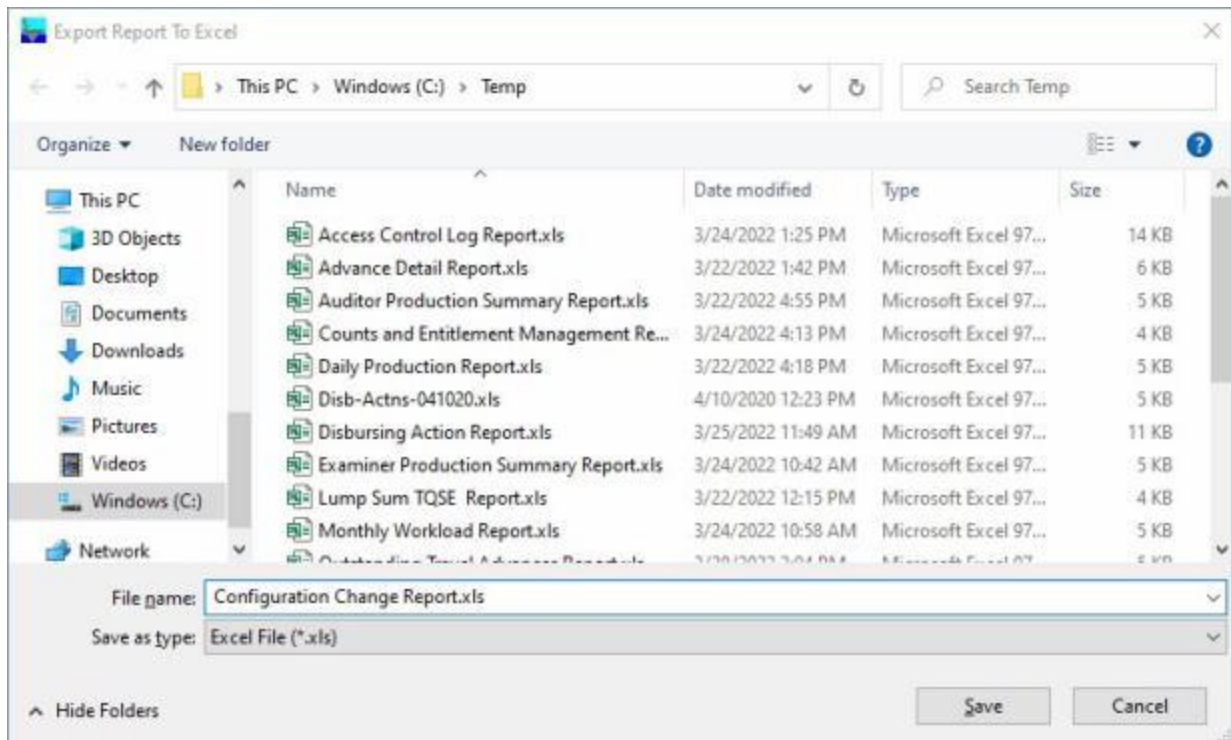 Export Report To Excel
This PC > Windows (C:) > Temp
Search Temp
Organize
New folder
Name Date modified Type Size
This PC
3D Objects
Desktop
Documents
Downloads
Music
Pictures
Videos
Windows (C:)
Network
Access Control Log Report.xls 3/24/2022 1:25 PM Microsoft Excel 97... 14 KB
Advance Detail Report.xls 3/22/2022 1:42 PM Microsoft Excel 97... 6 KB
Auditor Production Summary Report.xls 3/22/2022 4:55 PM Microsoft Excel 97... 5 KB
Counts and Entitlement Management Re... 3/24/2022 4:13 PM Microsoft Excel 97... 4 KB
Daily Production Report.xls 3/22/2022 4:18 PM Microsoft Excel 97... 5 KB
Disb-Actns-041020.xls 4/10/2020 12:23 PM Microsoft Excel 97... 5 KB
Disbursing Action Report.xls 3/25/2022 11:49 AM Microsoft Excel 97... 11 KB
Examiner Production Summary Report.xls 3/24/2022 10:42 AM Microsoft Excel 97... 5 KB
Lump Sum TQSE  Report.xls 3/22/2022 12:15 PM Microsoft Excel 97... 4 KB
Monthly Workload Report.xls 3/24/2022 10:58 AM Microsoft Excel 97... 5 KB
Outstanding Travel Advances Report.xls
File name: Configuration Change Report.xls
Save as type: Excel File (*.xls)
Hide Folders
Save
Cancel